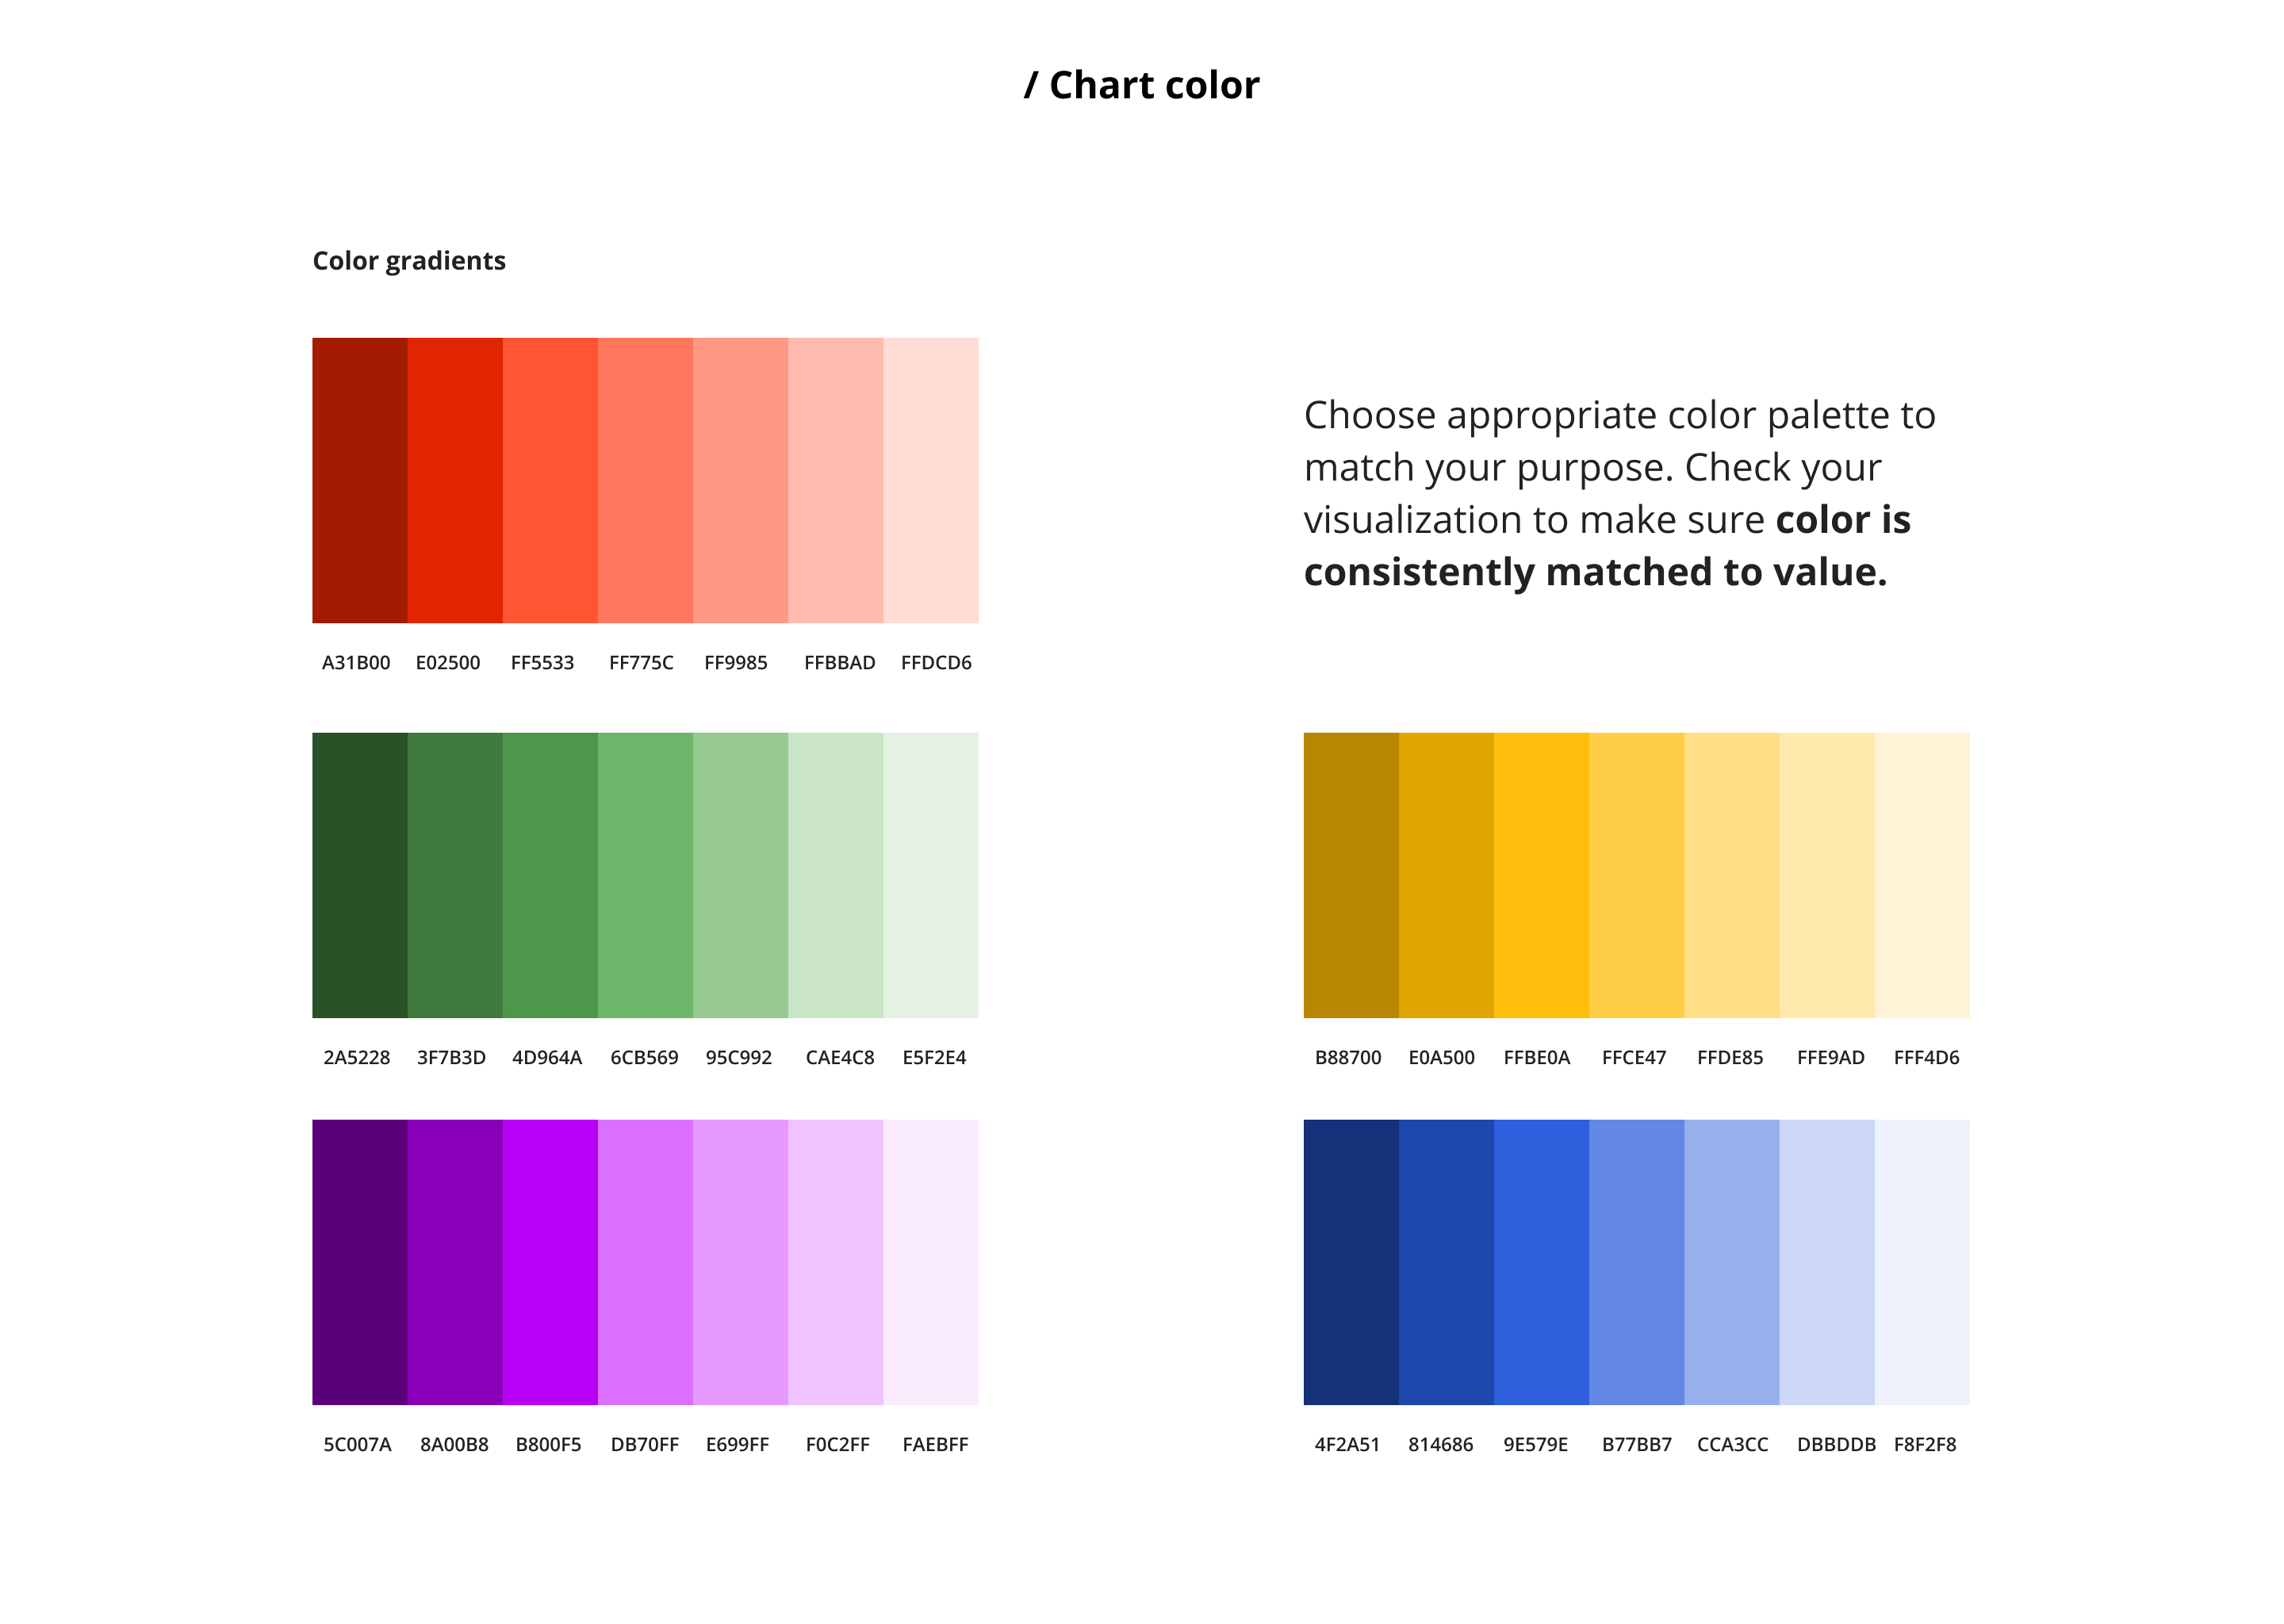 / Chart color
Color gradients
Choose appropriate color palette to
match your purpose. Check your
visualization to make sure color is
consistently matched to value.
A31B00 E02500 FF5533 FF775C FF9985 FFBBAD FFDCD6
2A5228 3F7B3D 4D964A 6CB569 95C992 CAE4C8 E5F2E4
B88700 E0A500 FFBE0A FFCE47 FFDE85 FFE9AD FFF4D6
5C007A 8A00B8 B800F5 DB70FF E699FF F0C2FF FAEBFF
4F2A51 814686 9E579E B77BB7 CCA3CC DBBDDB F8F2F8